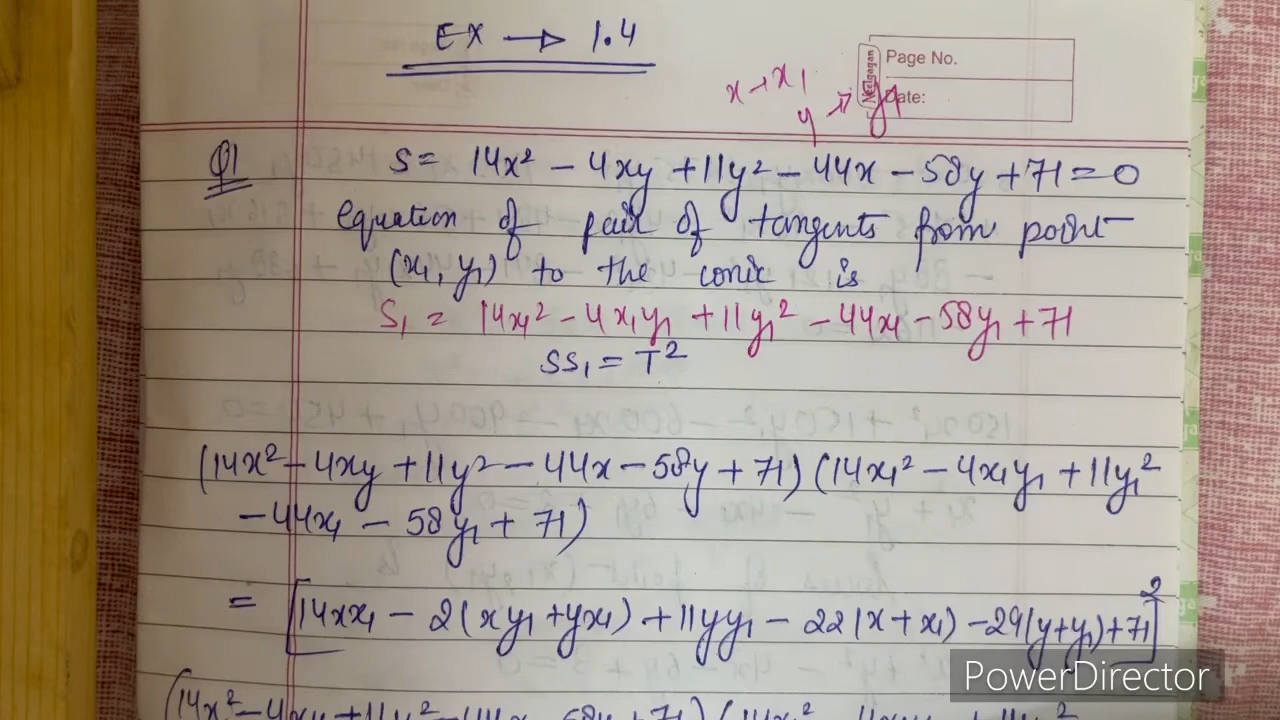 EX → 1.4
Page No.
Neelgagan
Date:
x → x₁
y → y₁
Q1 S = 14x² - 4xy + 11y² - 44x - 58y + 71 = 0
equation of pair of tangents from point
(x₁, y₁) to the conic is
S₁ = 14x₁² - 4x₁y₁ + 11y₁² - 44x₁ - 58y₁ + 71
SS₁ = T²
(14x² - 4xy + 11y² - 44x - 58y + 71) (14x₁² - 4x₁y₁ + 11y₁²
- 44x₁ - 58y₁ + 71)
= [14xx₁ - 2(xy₁ + yx₁) + 11yy₁ - 22(x + x₁) - 29(y + y₁) + 71]²
PowerDirector